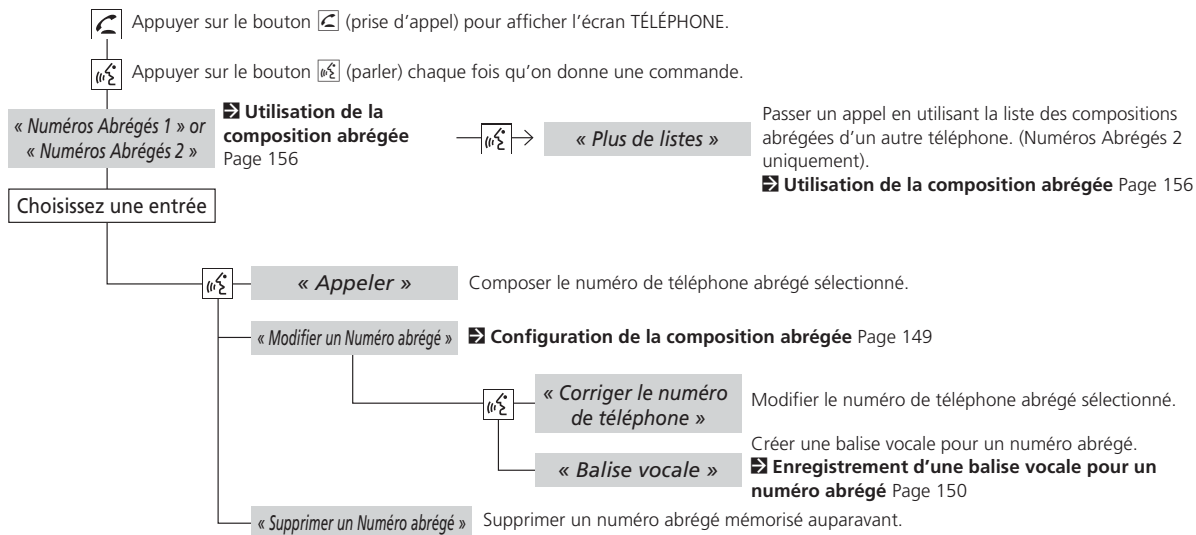 Appuyer sur le bouton (prise d'appel) pour afficher l'écran TÉLÉPHONE.
Appuyer sur le bouton (parler) chaque fois qu'on donne une commande.
« Numéros Abrégés 1 » or
« Numéros Abrégés 2 »
Utilisation de la
composition abrégée
Page 156
« Plus de listes »
Passer un appel en utilisant la liste des compositions
abrégées d'un autre téléphone. (Numéros Abrégés 2
uniquement).
Utilisation de la composition abrégée Page 156
Choisissez une entrée
« Appeler »
Composer le numéro de téléphone abrégé sélectionné.
« Modifier un Numéro abrégé »
Configuration de la composition abrégée Page 149
« Corriger le numéro
de téléphone »
Modifier le numéro de téléphone abrégé sélectionné.
« Balise vocale »
Créer une balise vocale pour un numéro abrégé.
Enregistrement d'une balise vocale pour un
numéro abrégé Page 150
« Supprimer un Numéro abrégé »
Supprimer un numéro abrégé mémorisé auparavant.